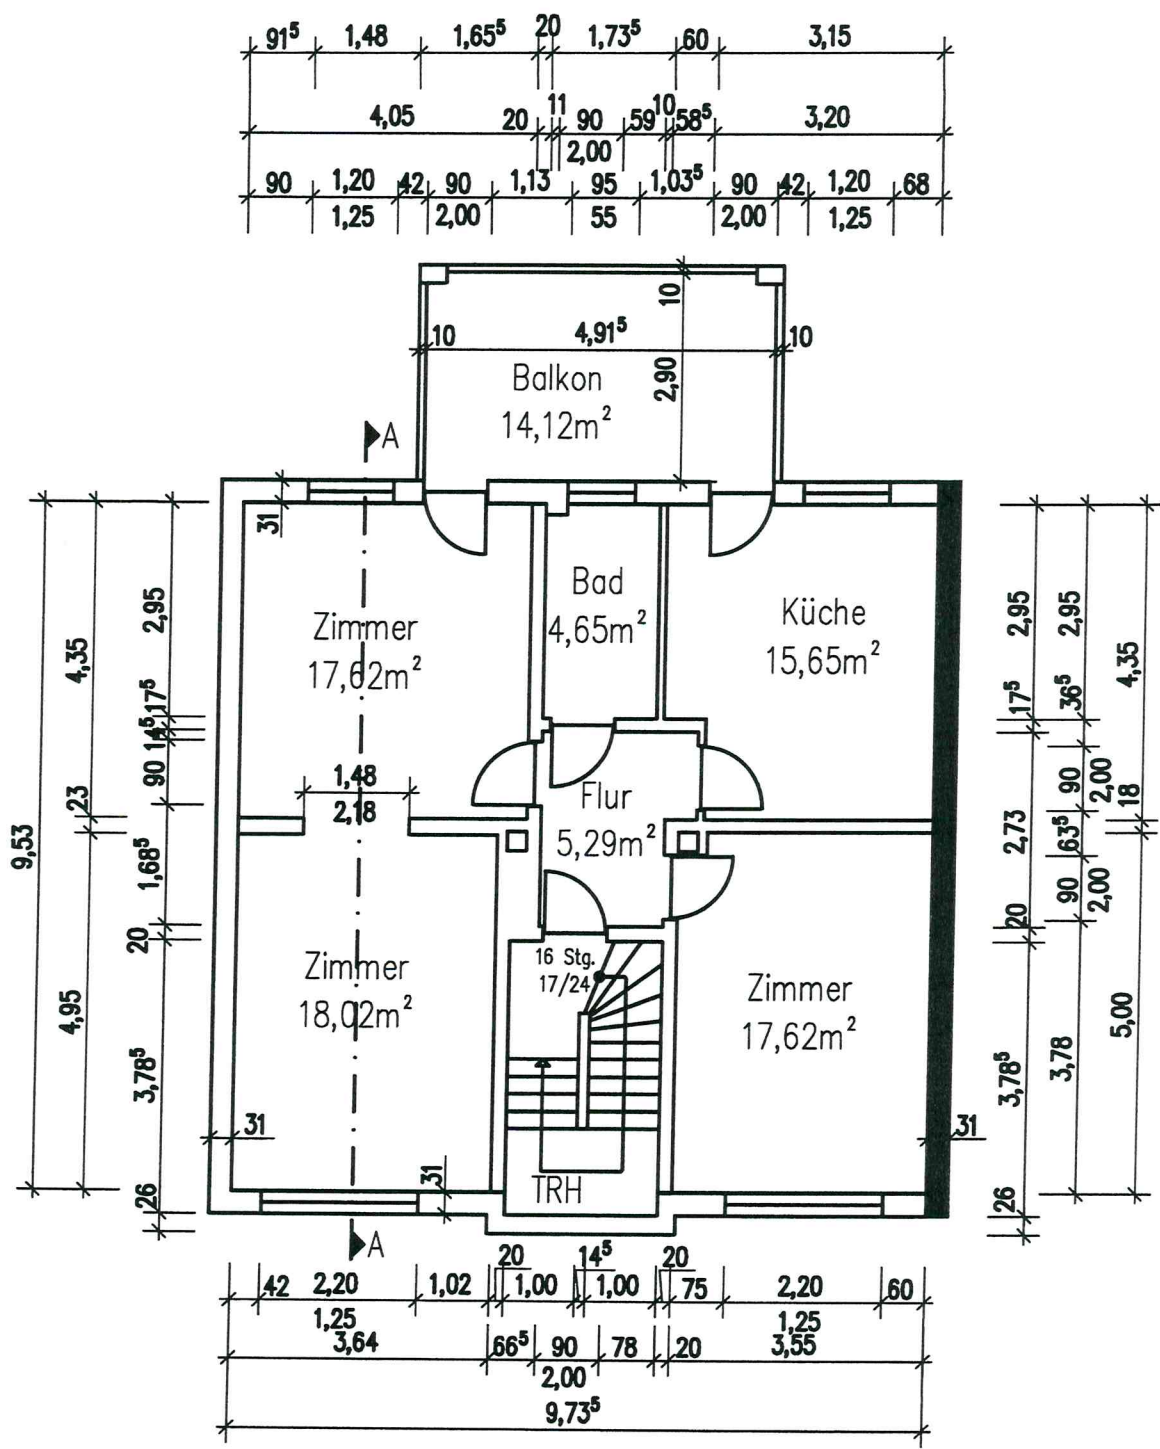 91⁵ 1,48 1,65⁵ 20 1,73⁵ 60 3,15
4,05 20 11 90 59 10 58⁵ 3,20
2,00
90 1,20 42 90 1,13 95 1,03⁵ 90 42 1,20 68
1,25 2,00 55 2,00 1,25
10
10 4,91⁵ 10
2,90
Balkon
14,12m²
A
31
Zimmer
17,62m²
Bad
4,65m²
Küche
15,65m²
1,48
2,18
Flur
5,29m²
16 Stg.
17/24
Zimmer
18,02m²
Zimmer
17,62m²
31
31
31
TRH
A
9,53
4,35
23
4,95
2,95
17⁵
14⁵
90
1,68⁵
20
3,78⁵
26
2,95
17⁵
2,73
20
3,78⁵
26
2,95
36⁵
90
2,00
63⁵
90
2,00
3,78
4,35
18
5,00
42 2,20 1,02 20 1,00 14⁵ 1,00 20 75 2,20 60
1,25 1,25
3,64 66⁵ 90 78 20 3,55
2,00
9,73⁵